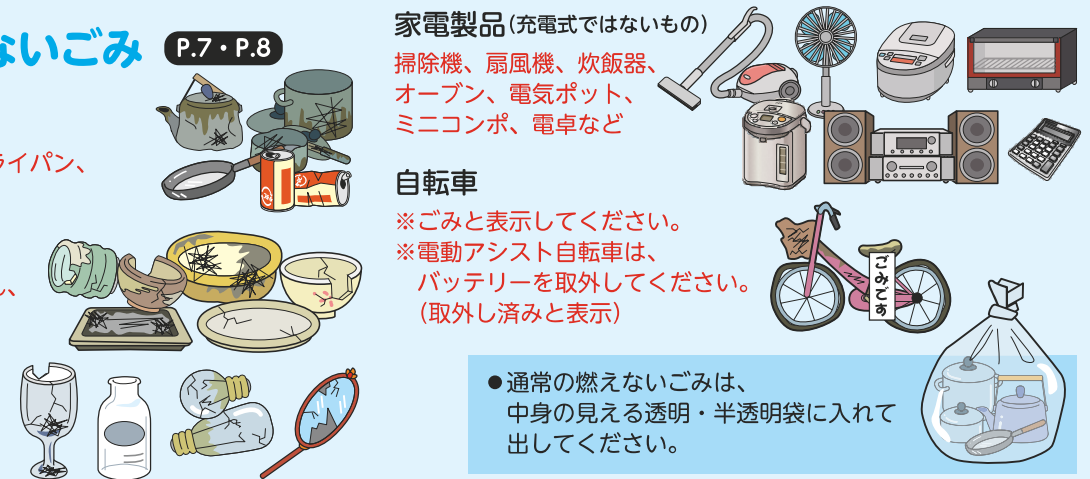 ないごみ
P.7・P.8
ライパン、
家電製品(充電式ではないもの)
掃除機、扇風機、炊飯器、
オーブン、電気ポット、
ミニコンポ、電卓など
自転車
※ごみと表示してください。
※電動アシスト自転車は、
バッテリーを取外してください。
(取外し済みと表示)
ごみです
●通常の燃えないごみは、
中身の見える透明・半透明袋に入れて
出してください。